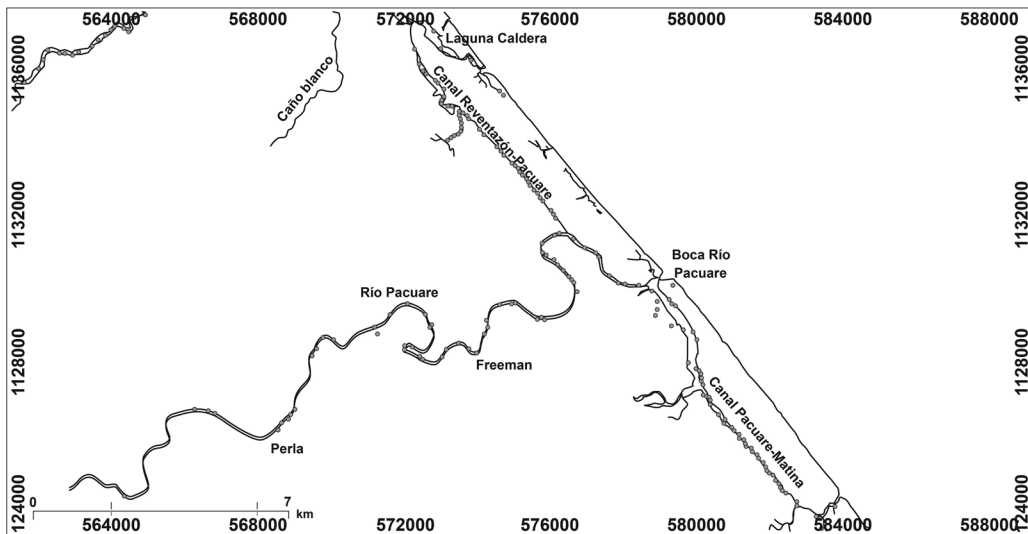 564000 568000 572000 576000 580000 584000 588000
Laguna Caldera
1136000
1136000
Caño blanco
Canal Reventazón-Pacuare
1132000
1132000
Boca Río
Pacuare
Río Pacuare
1128000
1128000
Freeman
Canal Pacuare-Matina
Perla
124000
124000
0 7
km
564000 568000 572000 576000 580000 584000 588000